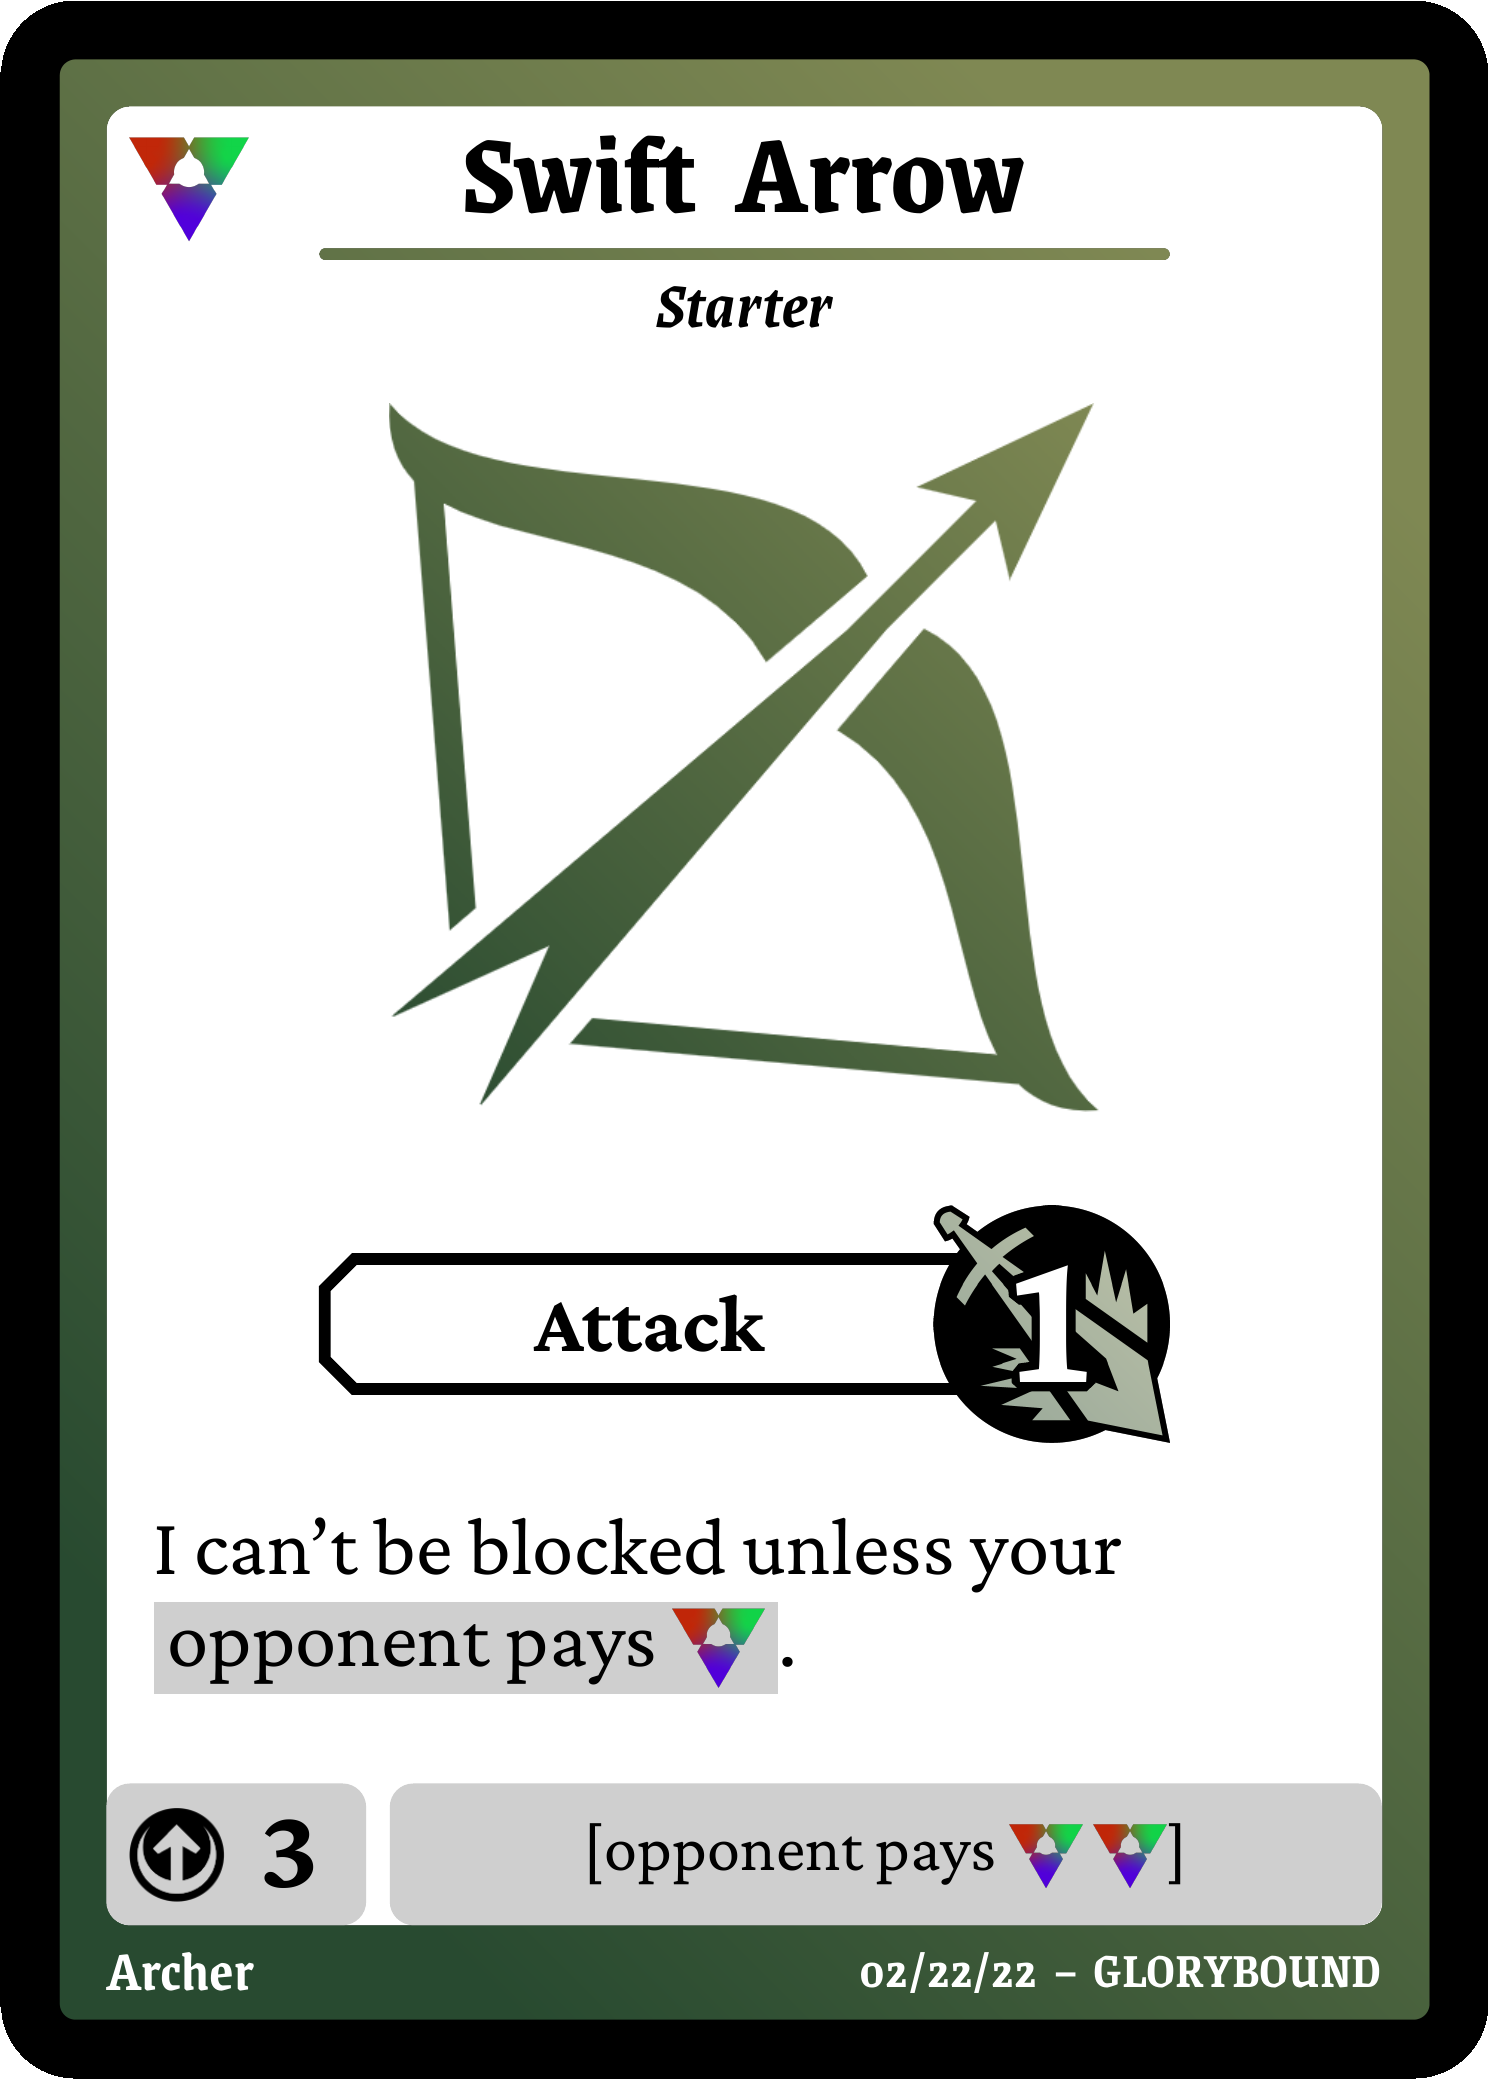 Swift Arrow
Starter
Attack
1
I can’t be blocked unless your
opponent pays .
3
[opponent pays ]
Archer
02/22/22 – GLORYBOUND